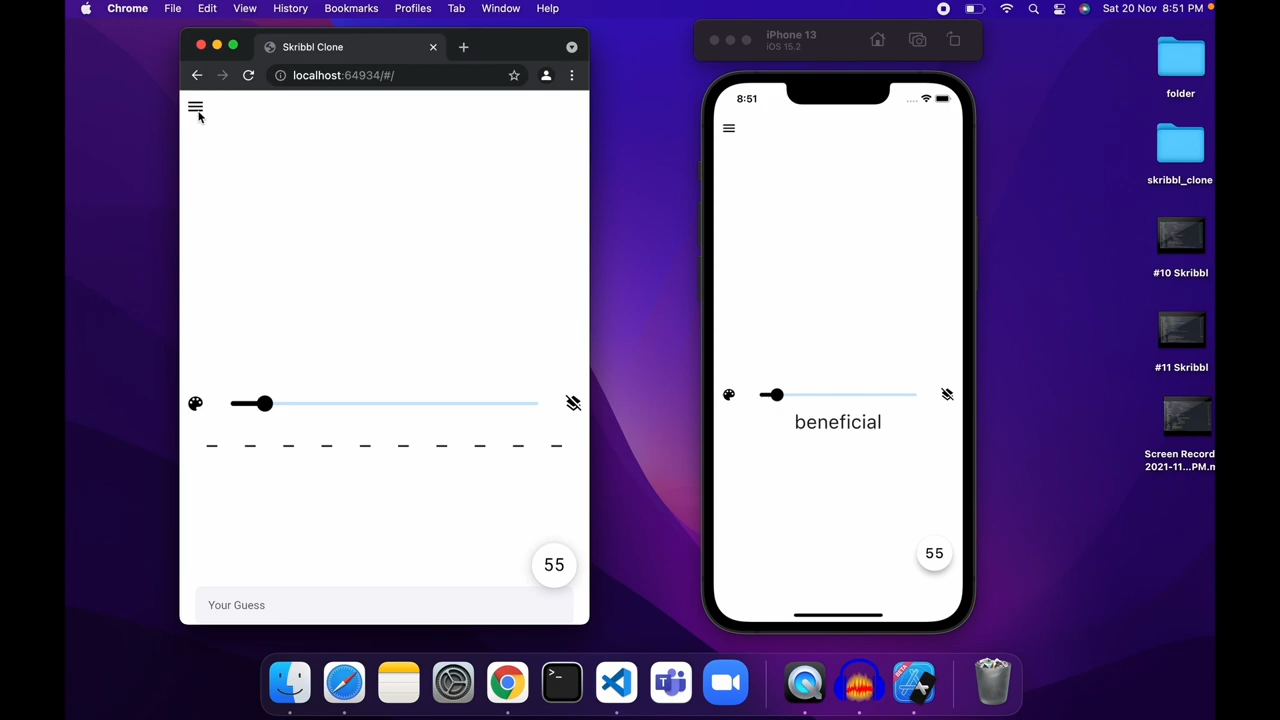 Chrome File Edit View History Bookmarks Profiles Tab Window Help Sat 20 Nov 8:51 PM
Skribbl Clone
localhost:64934/#/
iPhone 13
iOS 15.2
8:51
beneficial
_ _ _ _ _ _ _ _ _ _
55
55
Your Guess
folder
skribbl_clone
#10 Skribbl
#11 Skribbl
Screen Record
2021-11...PM.m
>_
BETA